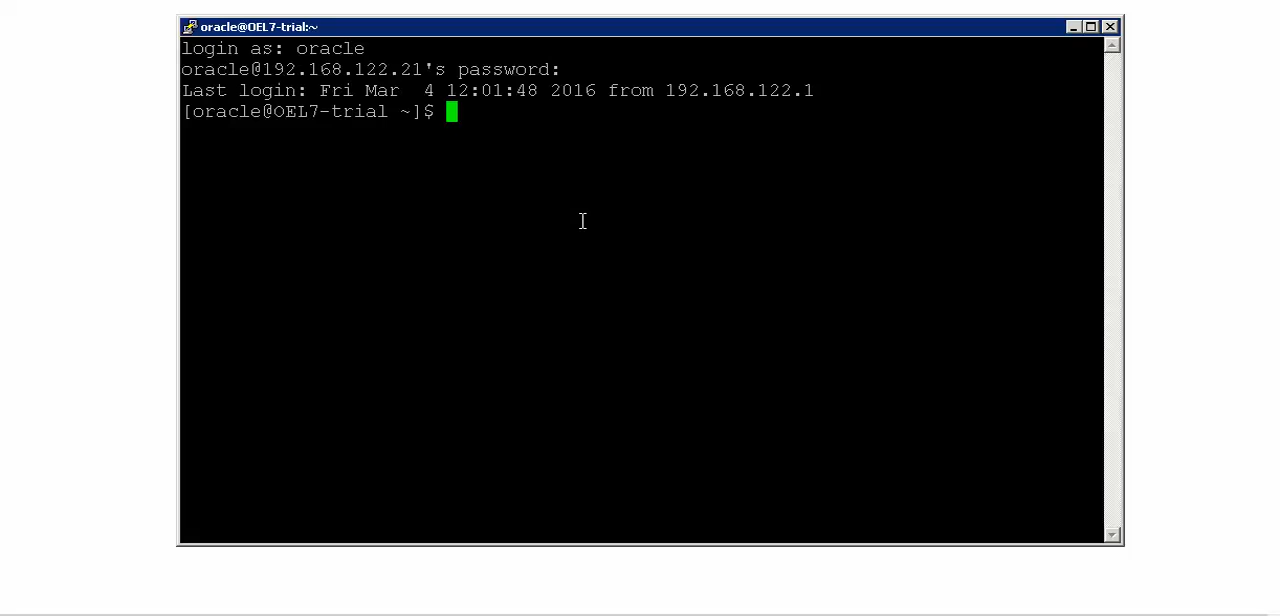 oracle@OEL7-trial:~
login as: oracle
oracle@192.168.122.21's password:
Last login: Fri Mar  4 12:01:48 2016 from 192.168.122.1
[oracle@OEL7-trial ~]$